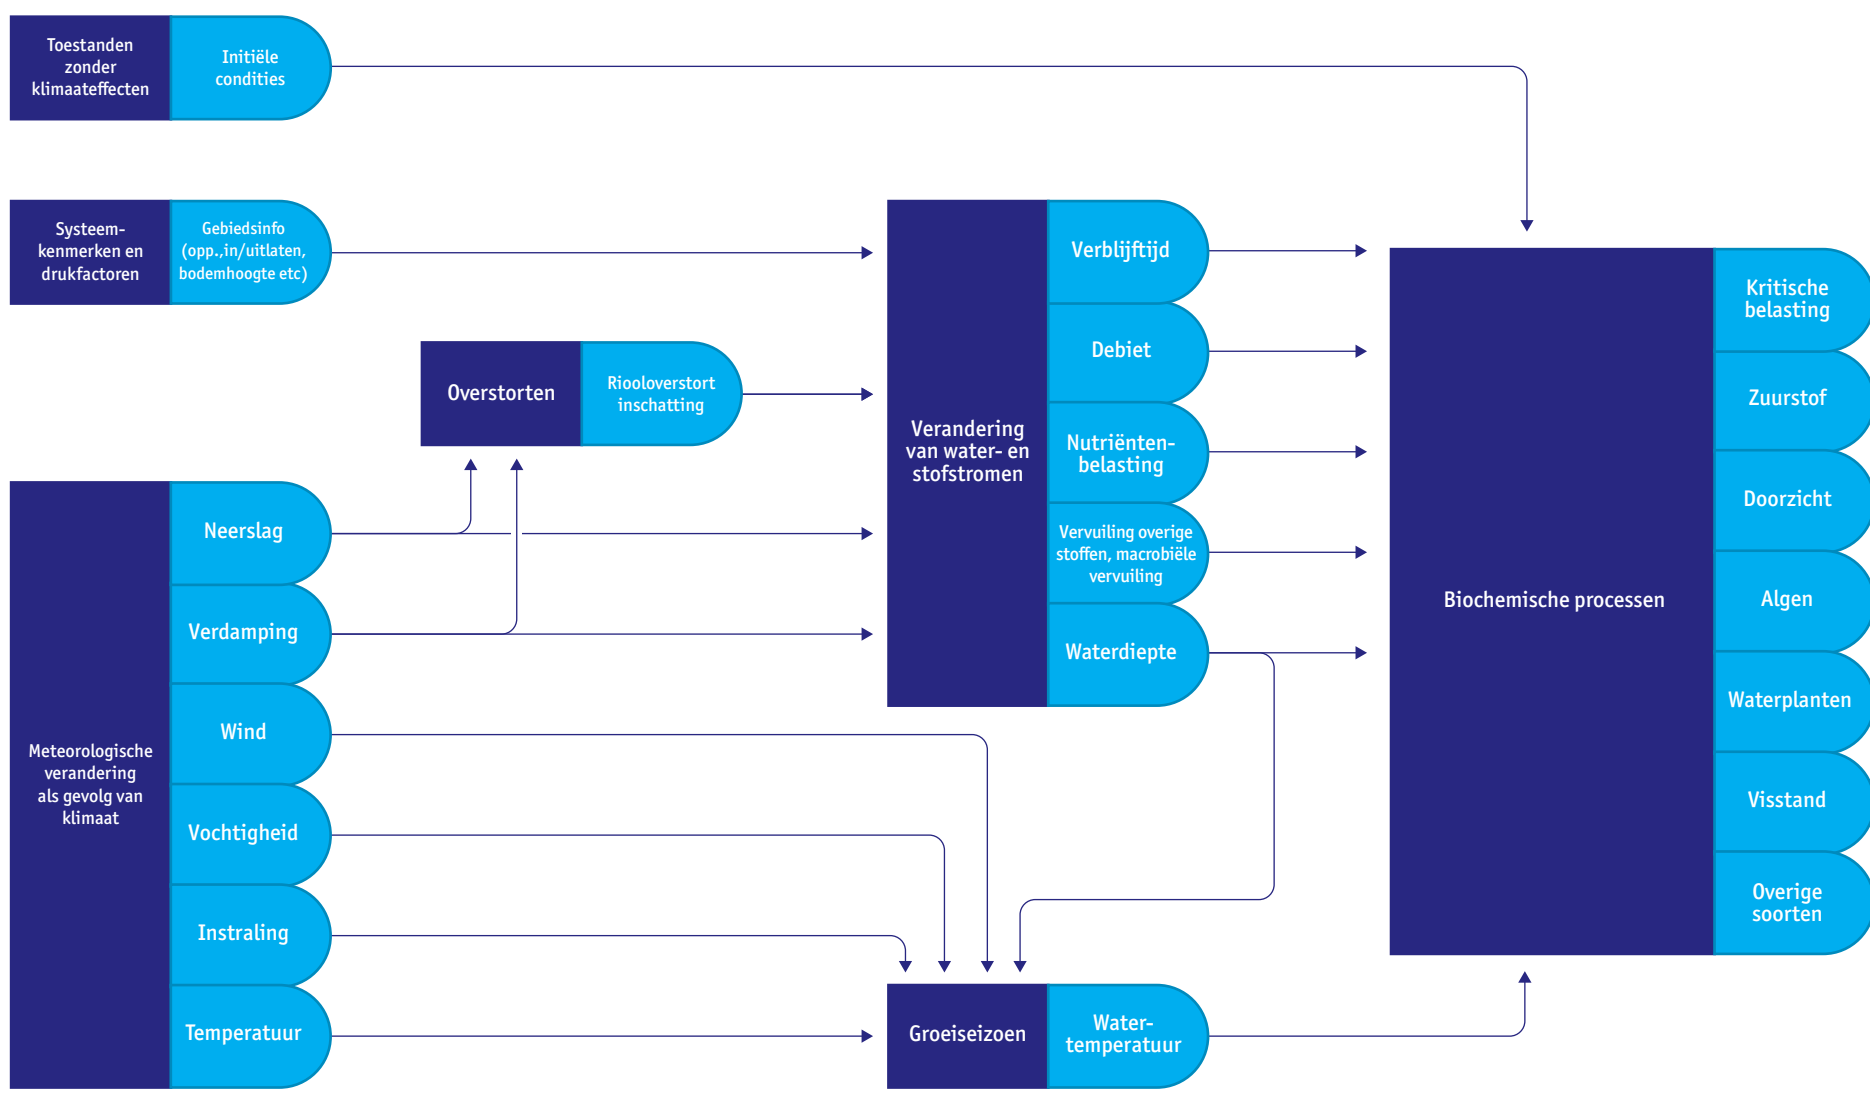 Toestanden
zonder
klimaateffecten
Initiële
condities
Systeem-
kenmerken en
drukfactoren
Gebiedsinfo
(opp.,in/uitlaten,
bodemhoogte etc)
Overstorten
Riooloverstort
inschatting
Meteorologische
verandering
als gevolg van
klimaat
Neerslag
Verdamping
Wind
Vochtigheid
Instraling
Temperatuur
Verandering
van water- en
stofstromen
Verblijftijd
Debiet
Nutriënten-
belasting
Vervuiling overige
stoffen, macrobiële
vervuiling
Waterdiepte
Groeiseizoen
Water-
temperatuur
Biochemische processen
Kritische
belasting
Zuurstof
Doorzicht
Algen
Waterplanten
Visstand
Overige
soorten